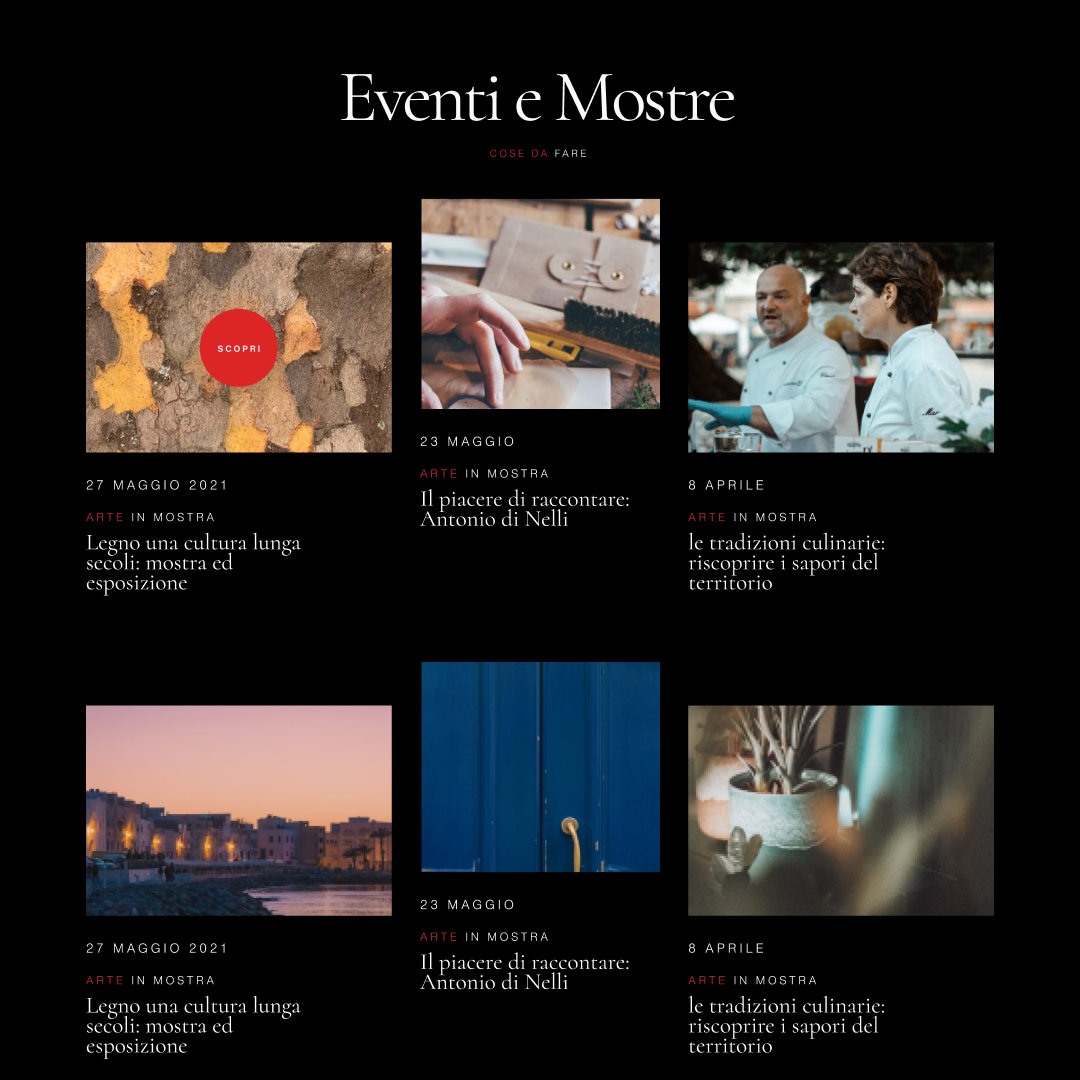 Eventi e Mostre
COSE DA FARE
SCOPRI
27 MAGGIO 2021
ARTE IN MOSTRA
Legno una cultura lunga
secoli: mostra ed
esposizione
23 MAGGIO
ARTE IN MOSTRA
Il piacere di raccontare:
Antonio di Nelli
8 APRILE
ARTE IN MOSTRA
le tradizioni culinarie:
riscoprire i sapori del
territorio
27 MAGGIO 2021
ARTE IN MOSTRA
Legno una cultura lunga
secoli: mostra ed
esposizione
23 MAGGIO
ARTE IN MOSTRA
Il piacere di raccontare:
Antonio di Nelli
8 APRILE
ARTE IN MOSTRA
le tradizioni culinarie:
riscoprire i sapori del
territorio